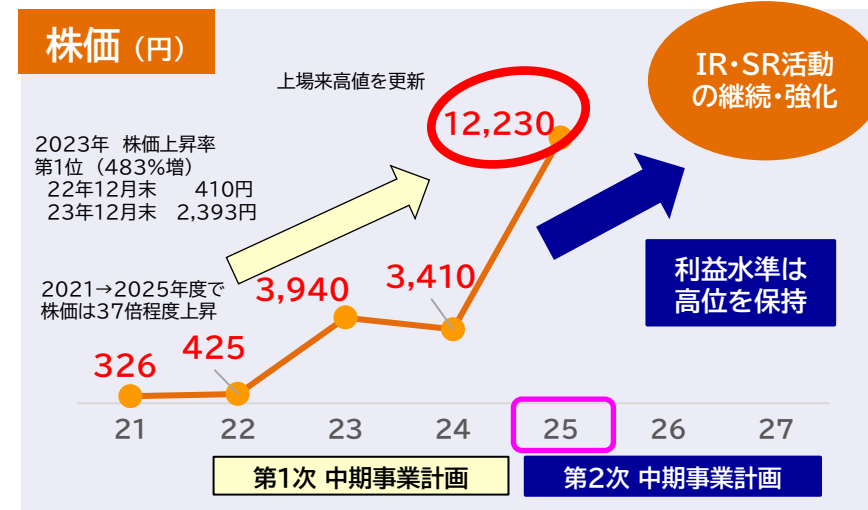 株価（円）
IR・SR活動
の継続・強化
上場来高値を更新
12,230
2023年 株価上昇率
第1位（483%増）
22年12月末 410円
23年12月末 2,393円
利益水準は
高位を保持
2021→2025年度で
株価は37倍程度上昇
3,940
3,410
425
326
21 22 23 24 25 26 27
第1次 中期事業計画 第2次 中期事業計画